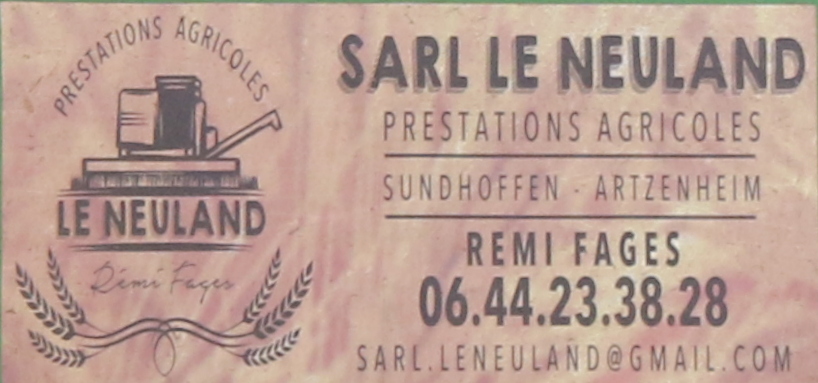 PRESTATIONS AGRICOLES
LE NEULAND
Rémi Fages
SARL LE NEULAND
PRESTATIONS AGRICOLES
SUNDHOFFEN - ARTZENHEIM
REMI FAGES
06.44.23.38.28
SARL.LENEULAND@GMAIL.COM